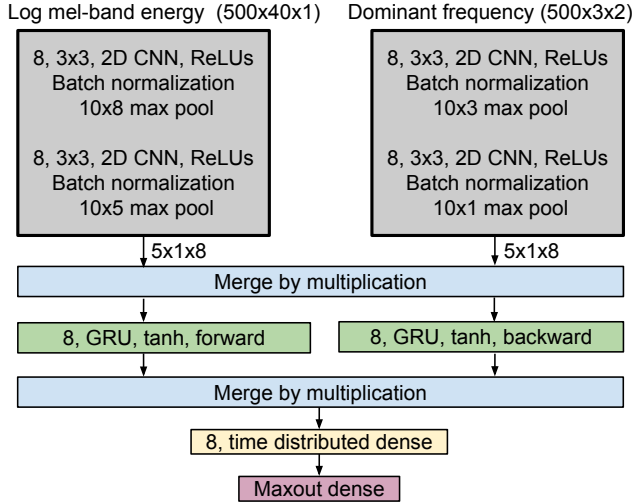 Log mel-band energy (500x40x1)
Dominant frequency (500x3x2)
8, 3x3, 2D CNN, ReLUs
Batch normalization
10x8 max pool
8, 3x3, 2D CNN, ReLUs
Batch normalization
10x5 max pool
8, 3x3, 2D CNN, ReLUs
Batch normalization
10x3 max pool
8, 3x3, 2D CNN, ReLUs
Batch normalization
10x1 max pool
5x1x8
5x1x8
Merge by multiplication
8, GRU, tanh, forward
8, GRU, tanh, backward
Merge by multiplication
8, time distributed dense
Maxout dense